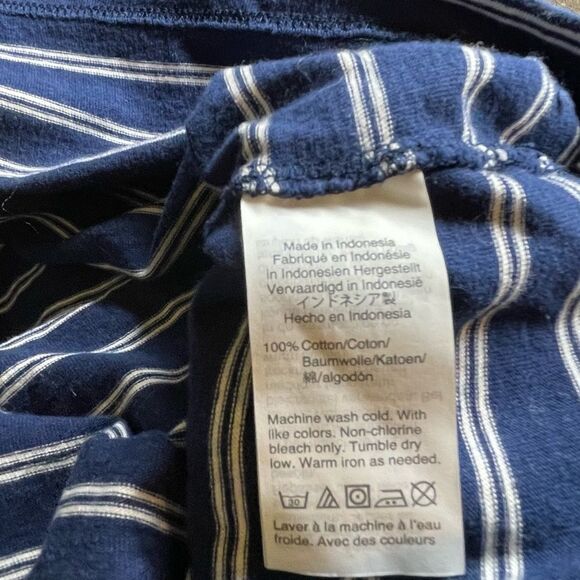 Made in Indonesia
Fabriqué en Indonésie
in Indonesien Hergestellt
Vervaardigd in Indonesië
インドネシア製
Hecho en Indonesia
100% Cotton/Coton/
Baumwolle/Katoen/
綿/algodón
Machine wash cold. With
like colors. Non-chlorine
bleach only. Tumble dry
low. Warm iron as needed.
30
Laver à la machine à l'eau
froide. Avec des couleurs